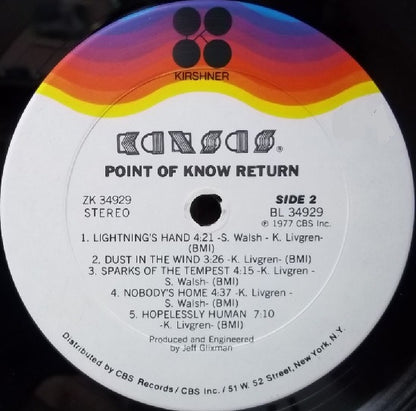 KIRSHNER
KANSAS®
POINT OF KNOW RETURN
ZK 34929
STEREO
SIDE 2
BL 34929
℗ 1977 CBS Inc.
1. LIGHTNING'S HAND 4:21 -S. Walsh - K. Livgren-
(BMI)
2. DUST IN THE WIND 3:26 -K. Livgren- (BMI)
3. SPARKS OF THE TEMPEST 4:15 -K. Livgren -
S. Walsh- (BMI)
4. NOBODY'S HOME 4:37 -K. Livgren -
S. Walsh- (BMI)
5. HOPELESSLY HUMAN 7:10
-K. Livgren- (BMI)
Produced and Engineered
by Jeff Glixman
Distributed by CBS Records/CBS Inc./51 W. 52 Street, New York, N.Y.